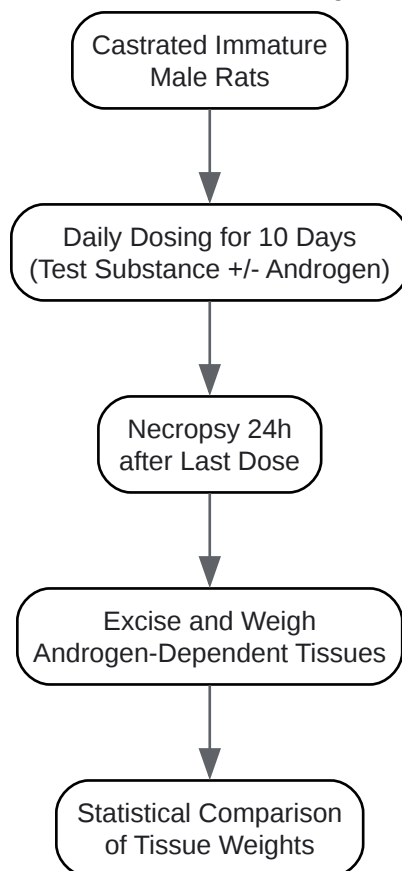 Castrated Immature
Male Rats
Daily Dosing for 10 Days
(Test Substance +/- Androgen)
Necropsy 24h
after Last Dose
Excise and Weigh
Androgen-Dependent Tissues
Statistical Comparison
of Tissue Weights